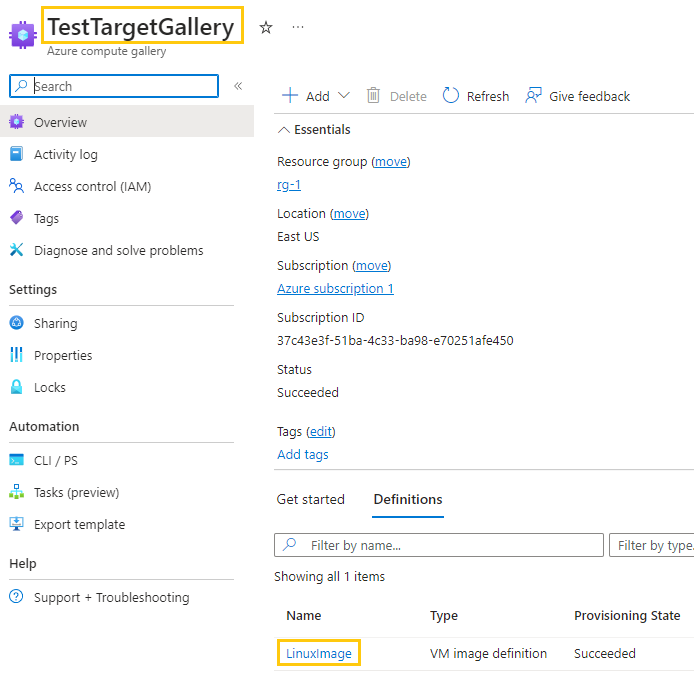 TestTargetGallery
Azure compute gallery
Search
Overview
Activity log
Access control (IAM)
Tags
Diagnose and solve problems
Settings
Sharing
Properties
Locks
Automation
CLI / PS
Tasks (preview)
Export template
Help
Support + Troubleshooting
Add Delete Refresh Give feedback
Essentials
Resource group (move)
rg-1
Location (move)
East US
Subscription (move)
Azure subscription 1
Subscription ID
37c43e3f-51ba-4c33-ba98-e70251afe450
Status
Succeeded
Tags (edit)
Add tags
Get started Definitions
Filter by name... Filter by type.
Showing all 1 items
Name Type Provisioning State
LinuxImage VM image definition Succeeded